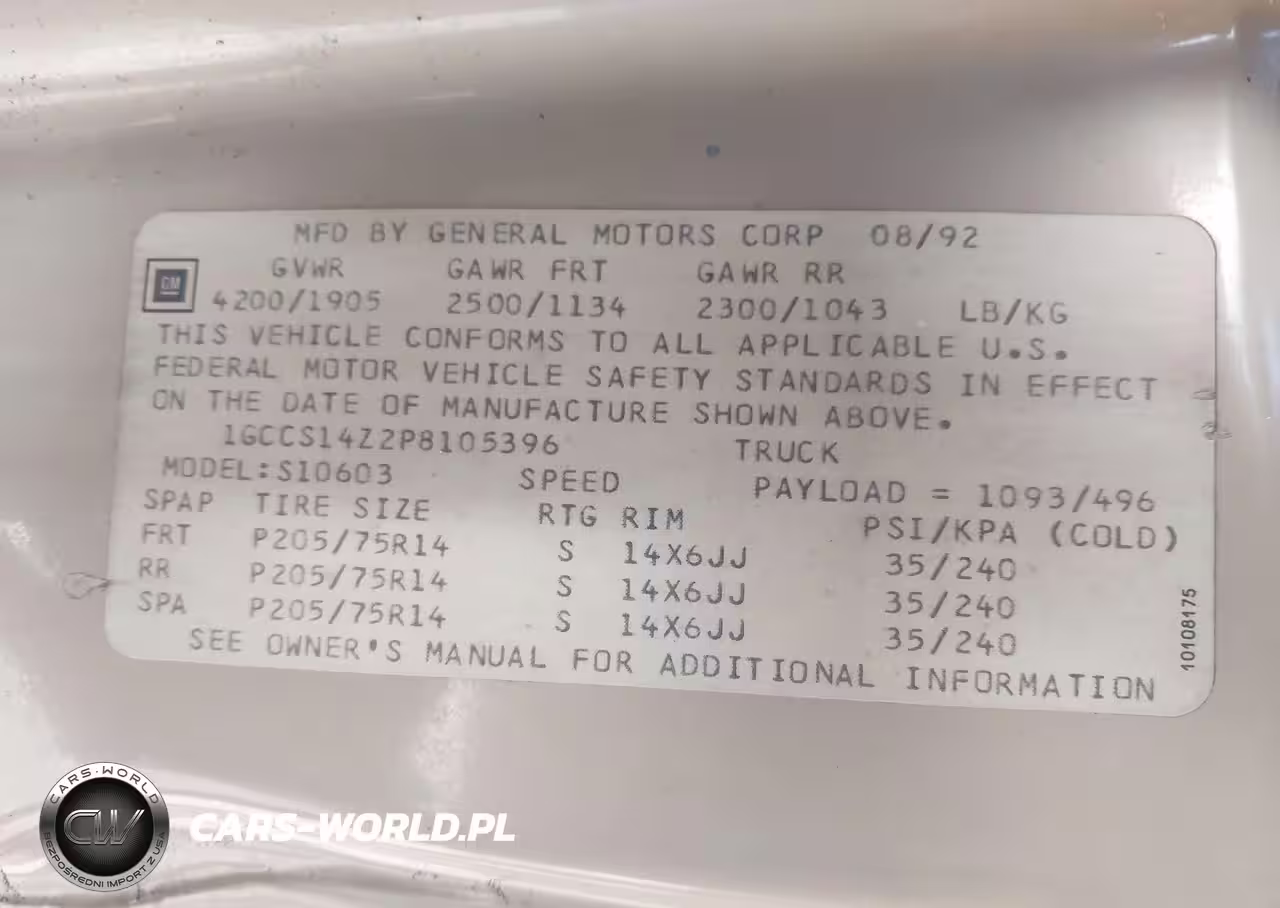 MFD BY GENERAL MOTORS CORP 08/92
GVWR GAWR FRT GAWR RR
GM
4200/1905 2500/1134 2300/1043 LB/KG
THIS VEHICLE CONFORMS TO ALL APPLICABLE U.S.
FEDERAL MOTOR VEHICLE SAFETY STANDARDS IN EFFECT
ON THE DATE OF MANUFACTURE SHOWN ABOVE.
1GCCS14Z2P8105396 TRUCK
MODEL:S10603 SPEED PAYLOAD = 1093/496
SPAP TIRE SIZE RTG RIM PSI/KPA (COLD)
FRT P205/75R14 S 14X6JJ 35/240
RR P205/75R14 S 14X6JJ 35/240
SPA P205/75R14 S 14X6JJ 35/240
SEE OWNER'S MANUAL FOR ADDITIONAL INFORMATION
10108175
CARS-WORLD
CW
BEZPOŚREDNI IMPORT Z USA
CARS-WORLD.PL